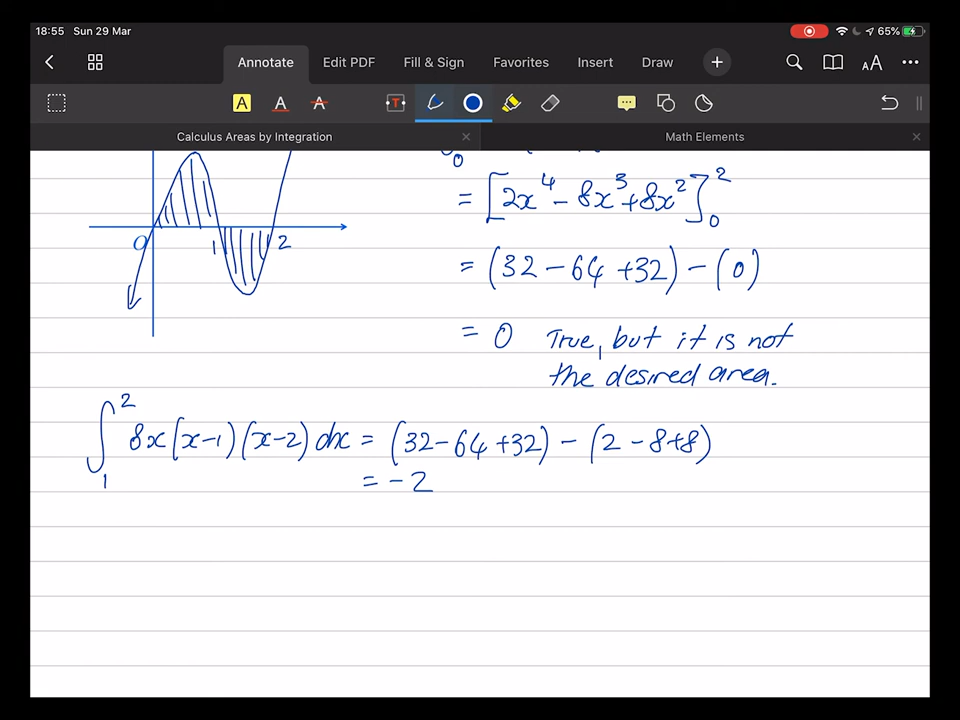 18:55 Sun 29 Mar 65%
Annotate Edit PDF Fill & Sign Favorites Insert Draw
Calculus Areas by Integration Math Elements
0
= [2x⁴ - 8x³ + 8x²]₀²
0 1 2
= (32 - 64 + 32) - (0)
= 0 True, but it is not
the desired area.
∫₁² 8x(x-1)(x-2) dx = (32 - 64 + 32) - (2 - 8 + 8)
= -2